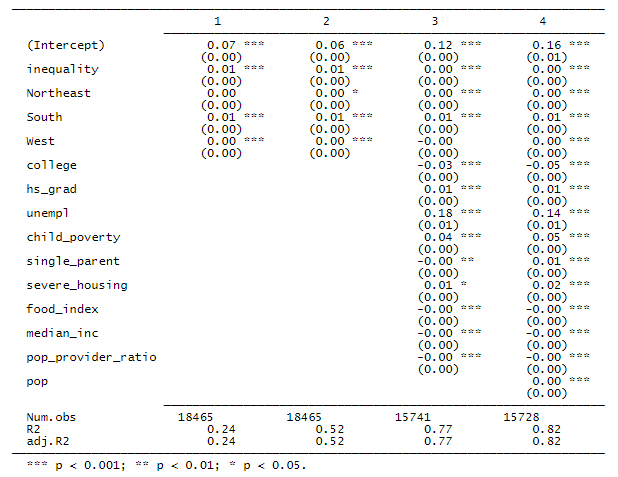 1 2 3 4
(Intercept) 0.07 *** 0.06 *** 0.12 *** 0.16 ***
(0.00) (0.00) (0.00) (0.01)
inequality 0.01 *** 0.01 *** 0.00 *** 0.00 ***
(0.00) (0.00) (0.00) (0.00)
Northeast 0.00 0.00 * 0.00 *** 0.00 ***
(0.00) (0.00) (0.00) (0.00)
South 0.01 *** 0.01 *** 0.01 *** 0.01 ***
(0.00) (0.00) (0.00) (0.00)
West 0.00 *** 0.00 *** -0.00 0.00 ***
(0.00) (0.00) (0.00) (0.00)
college -0.03 *** -0.05 ***
(0.00) (0.00)
hs_grad 0.01 *** 0.01 ***
(0.00) (0.00)
unempl 0.18 *** 0.14 ***
(0.01) (0.01)
child_poverty 0.04 *** 0.05 ***
(0.00) (0.00)
single_parent -0.00 ** 0.01 ***
(0.00) (0.00)
severe_housing 0.01 * 0.02 ***
(0.00) (0.00)
food_index -0.00 *** -0.00 ***
(0.00) (0.00)
median_inc -0.00 *** -0.00 ***
(0.00) (0.00)
pop_provider_ratio -0.00 *** -0.00 ***
(0.00) (0.00)
pop 0.00 ***
(0.00)
Num.obs 18465 18465 15741 15728
R2 0.24 0.52 0.77 0.82
adj.R2 0.24 0.52 0.77 0.82
*** p < 0.001; ** p < 0.01; * p < 0.05.